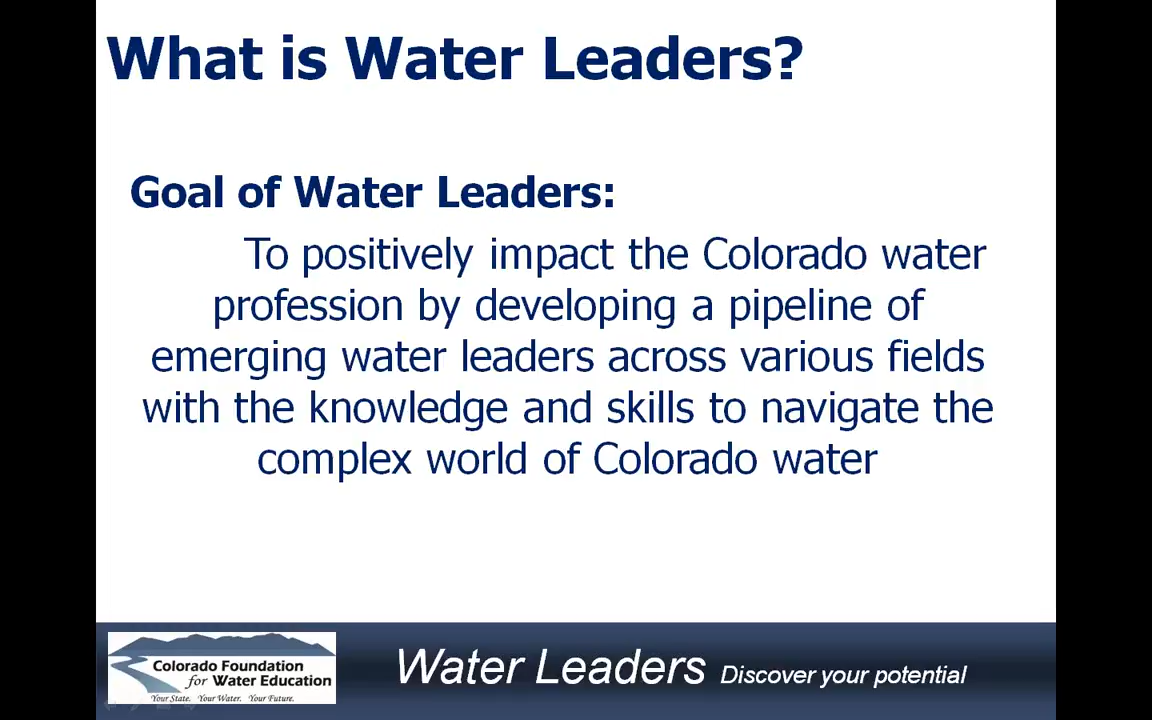 What is Water Leaders?
Goal of Water Leaders:
To positively impact the Colorado water
profession by developing a pipeline of
emerging water leaders across various fields
with the knowledge and skills to navigate the
complex world of Colorado water
Colorado Foundation
for Water Education
Your State. Your Water. Your Future.
Water Leaders Discover your potential